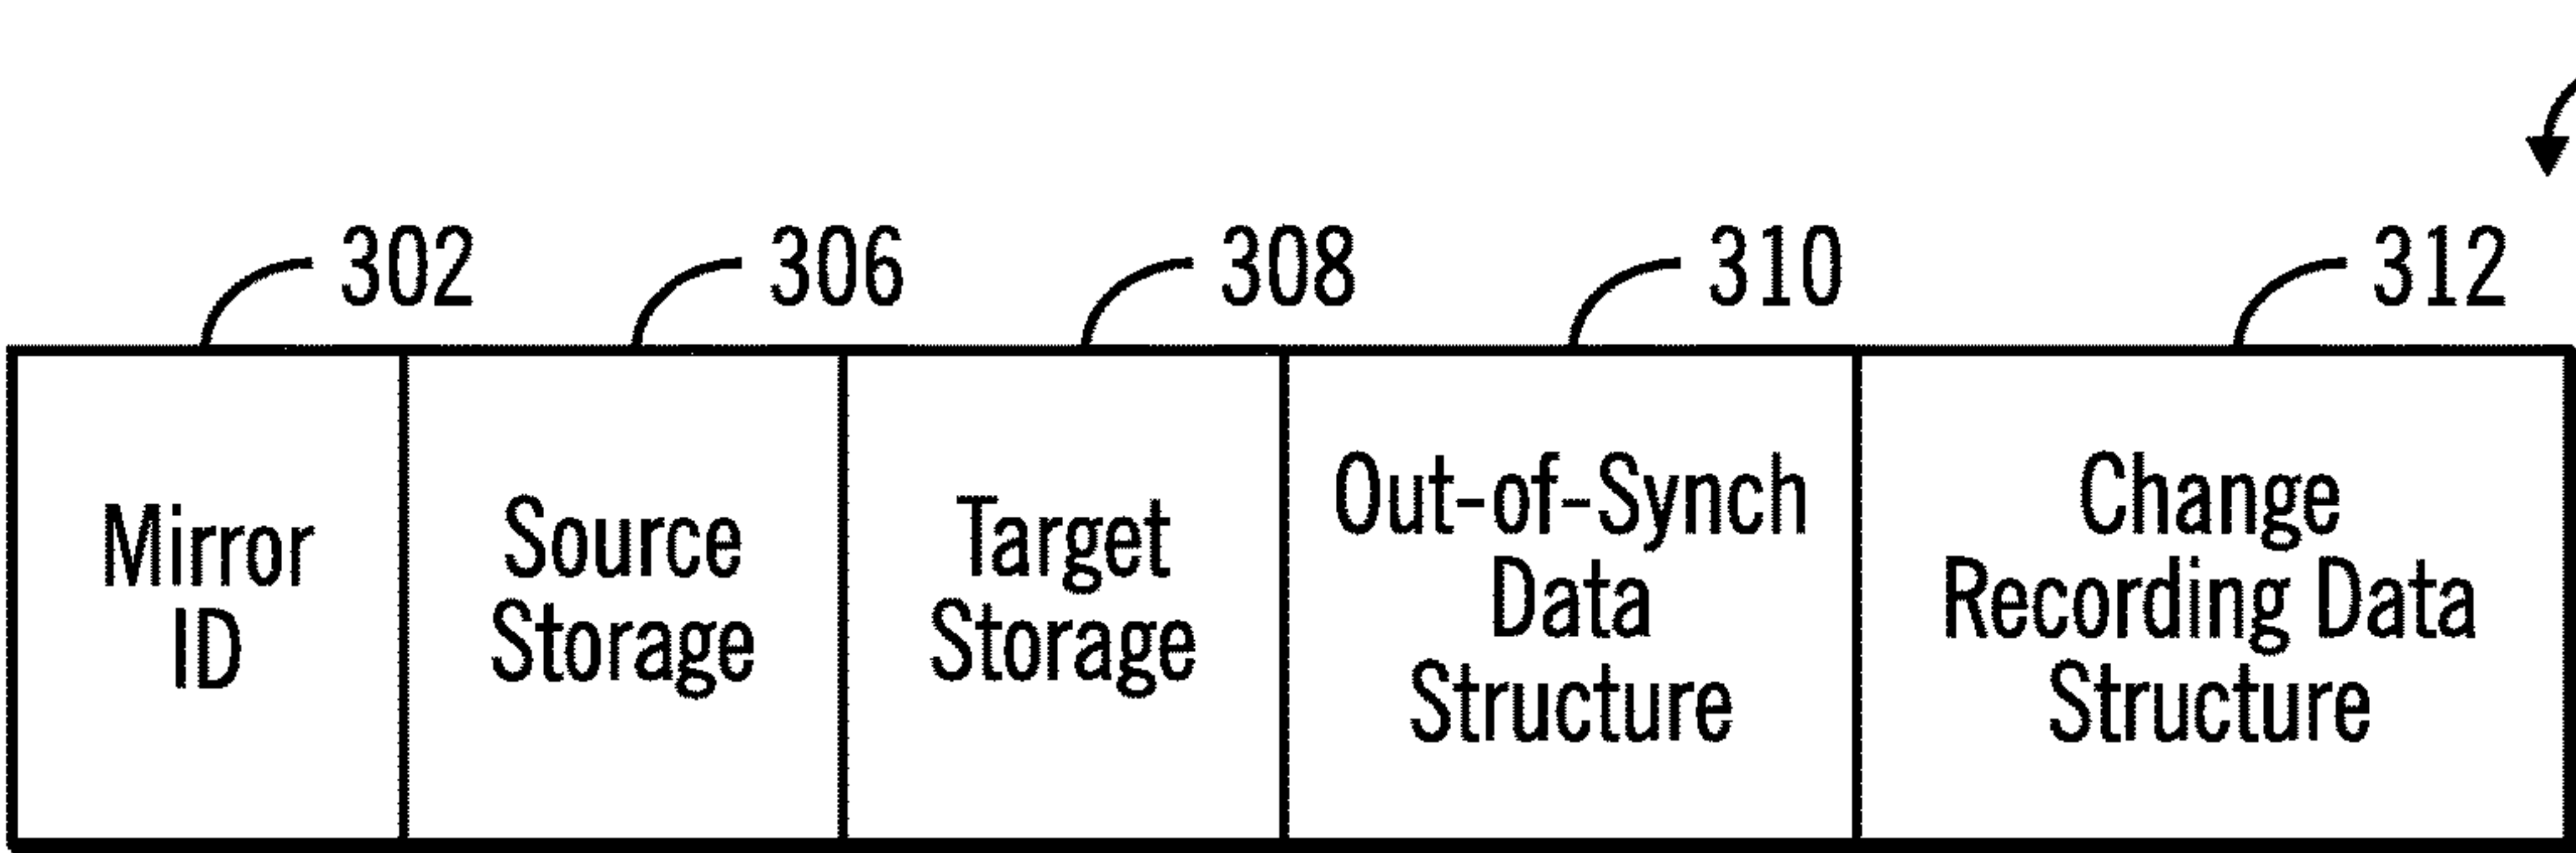 302
306
308
310
312
Mirror
ID
Source
Storage
Target
Storage
Out-of-Synch
Data
Structure
Change
Recording Data
Structure